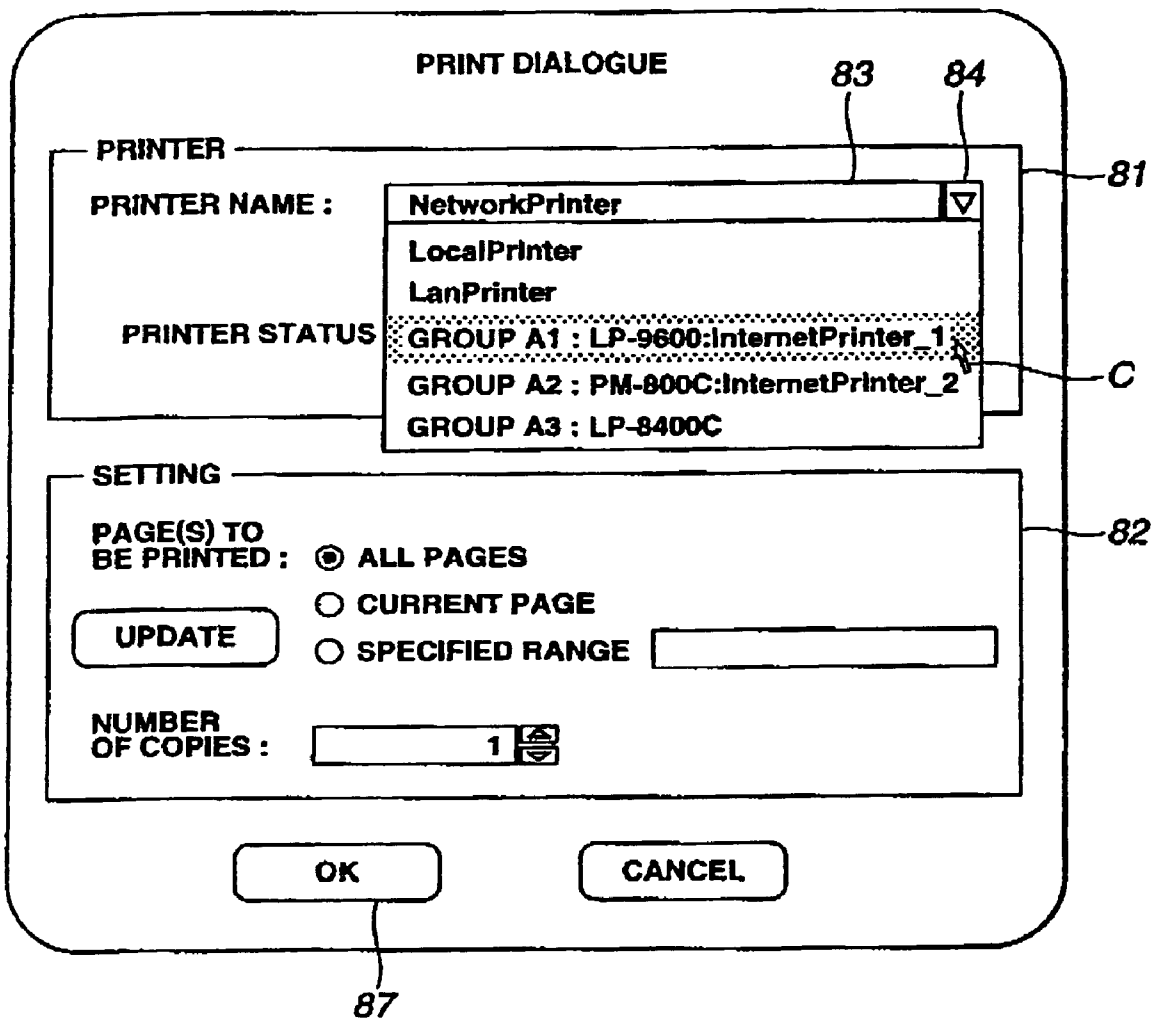 PRINT DIALOGUE
83
84
PRINTER
81
PRINTER NAME :
NetworkPrinter
LocalPrinter
LanPrinter
PRINTER STATUS
GROUP A1 : LP-9600:InternetPrinter_1
C
GROUP A2 : PM-800C:InternetPrinter_2
GROUP A3 : LP-8400C
SETTING
82
PAGE(S) TO
BE PRINTED :
ALL PAGES
CURRENT PAGE
UPDATE
SPECIFIED RANGE
NUMBER
OF COPIES :
1
OK
CANCEL
87